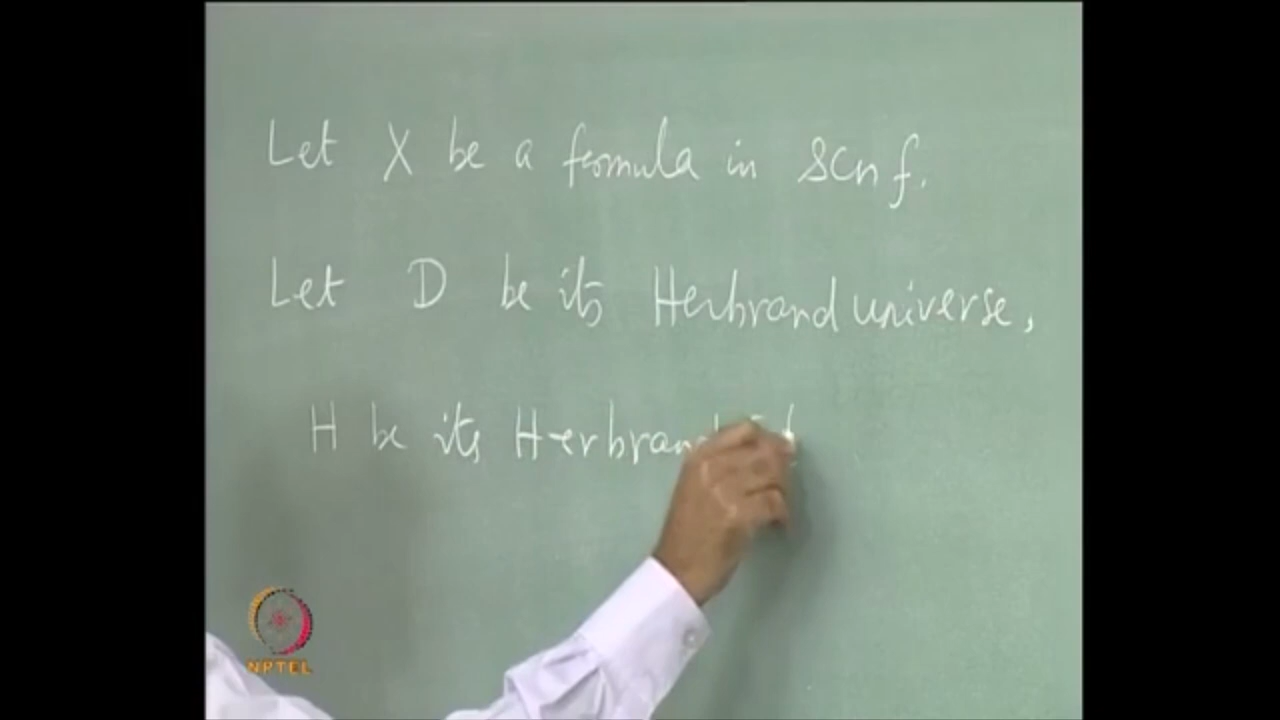 Let X be a formula in scnf.
Let D be its Herbrand universe,
H be its Herbrand
NPTEL